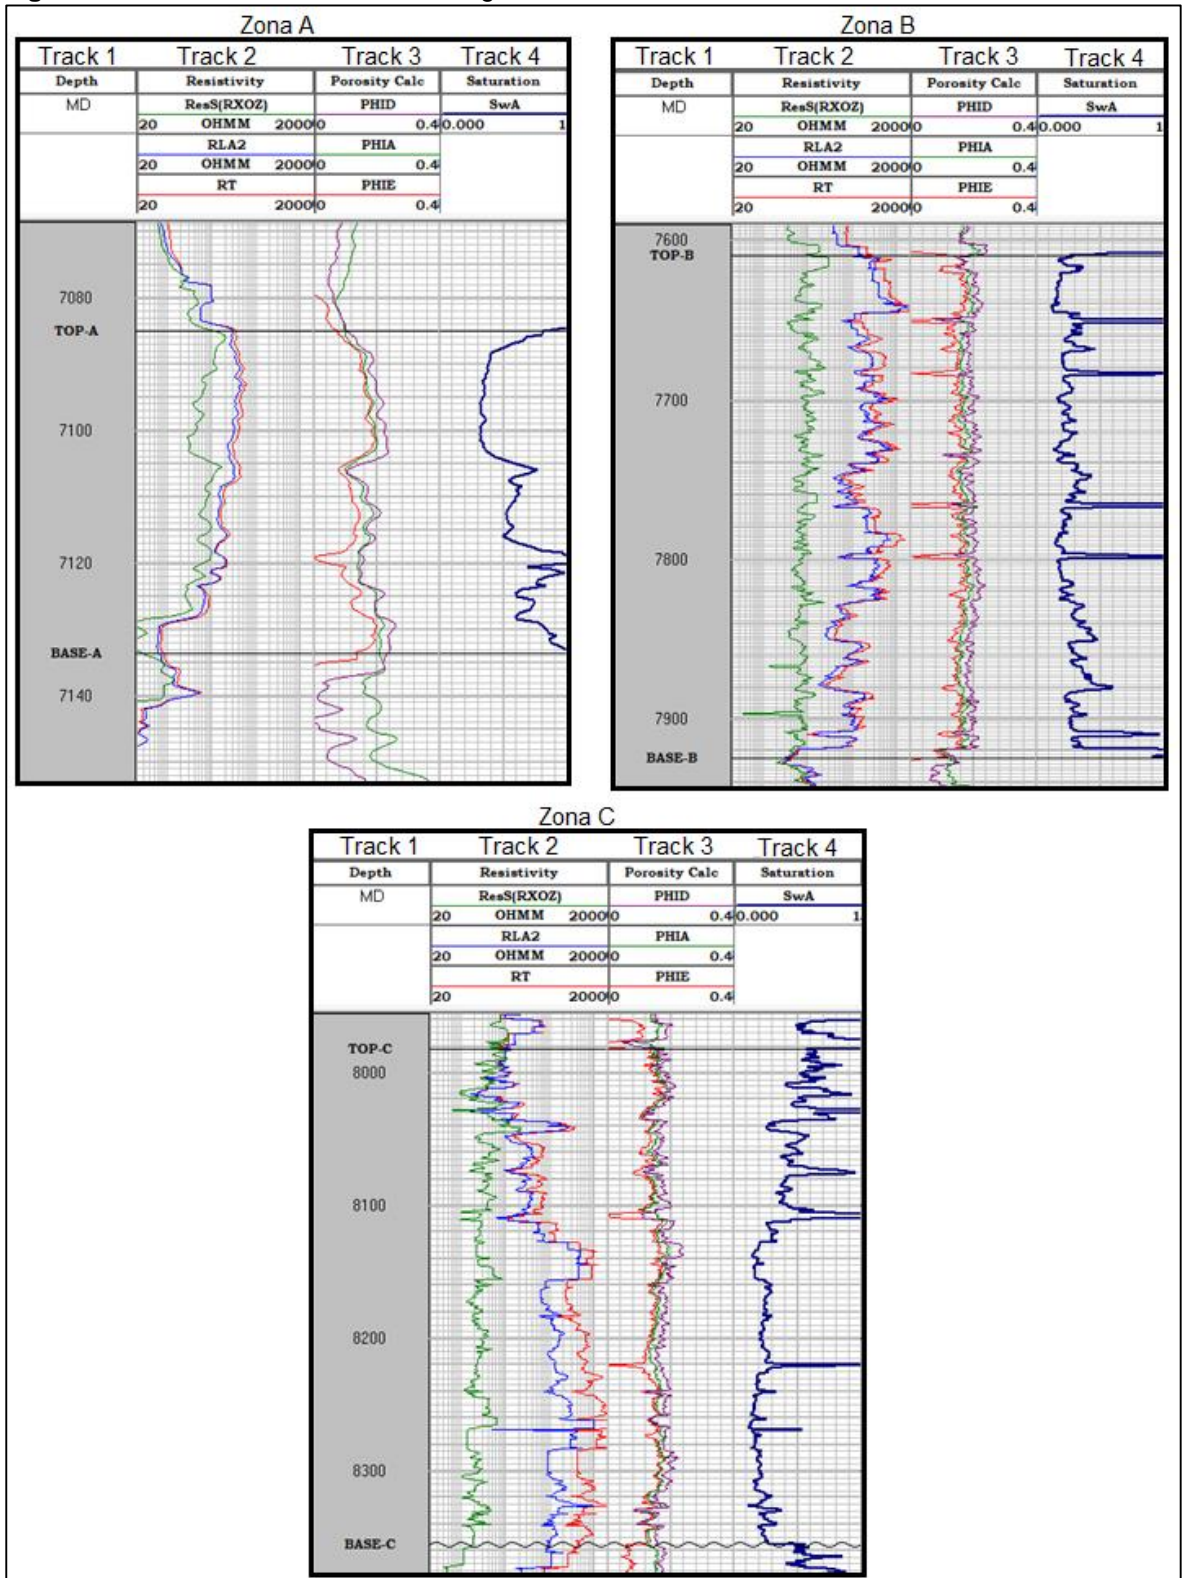 Zona A
Track 1 Track 2 Track 3 Track 4
Depth Resistivity Porosity Calc Saturation
MD ResS(RXOZ) PHID SwA
20 OHMM 2000 0 0.4 0.000 1
RLA2 PHIA
20 OHMM 2000 0 0.4
RT PHIE
20 2000 0 0.4
7080
TOP-A
7100
7120
BASE-A
7140
Zona B
Track 1 Track 2 Track 3 Track 4
Depth Resistivity Porosity Calc Saturation
MD ResS(RXOZ) PHID SwA
20 OHMM 2000 0 0.4 0.000 1
RLA2 PHIA
20 OHMM 2000 0 0.4
RT PHIE
20 2000 0 0.4
7600
TOP-B
7700
7800
7900
BASE-B
Zona C
Track 1 Track 2 Track 3 Track 4
Depth Resistivity Porosity Calc Saturation
MD ResS(RXOZ) PHID SwA
20 OHMM 2000 0 0.4 0.000 1.
RLA2 PHIA
20 OHMM 2000 0 0.4
RT PHIE
20 2000 0 0.4
TOP-C
8000
8100
8200
8300
BASE-C